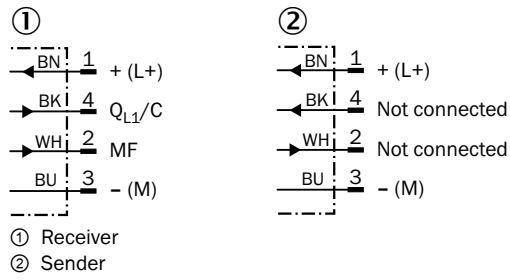 ① ②
BN 1 + (L+) BN 1 + (L+)
BK 4 QL1/C BK 4 Not connected
WH 2 MF WH 2 Not connected
BU 3 – (M) BU 3 – (M)
① Receiver
② Sender